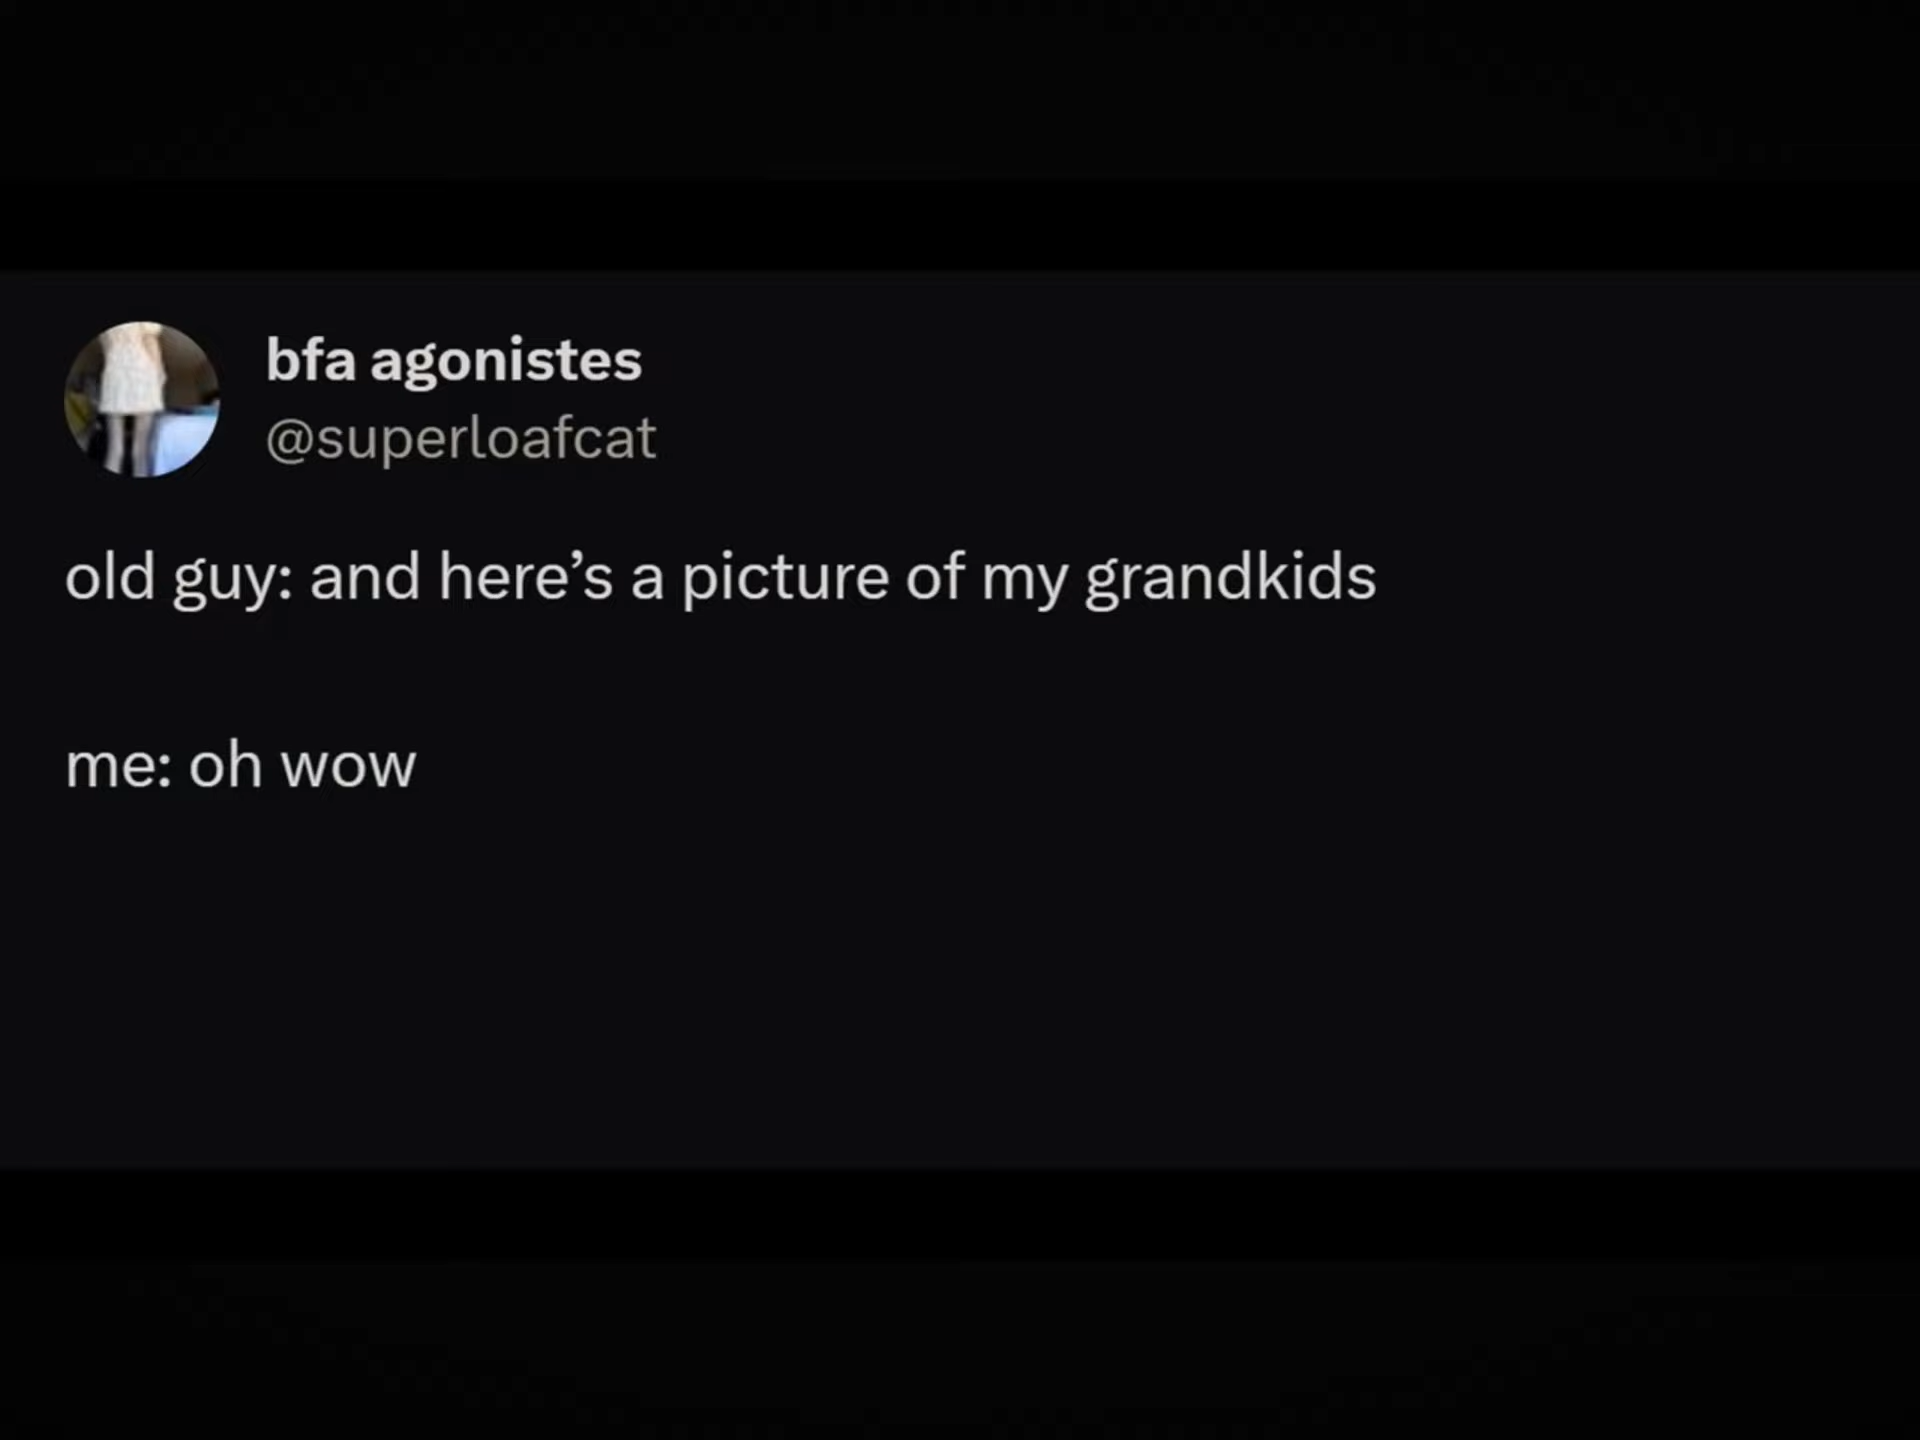 bfa agonistes
@superloafcat
old guy: and here’s a picture of my grandkids
me: oh wow